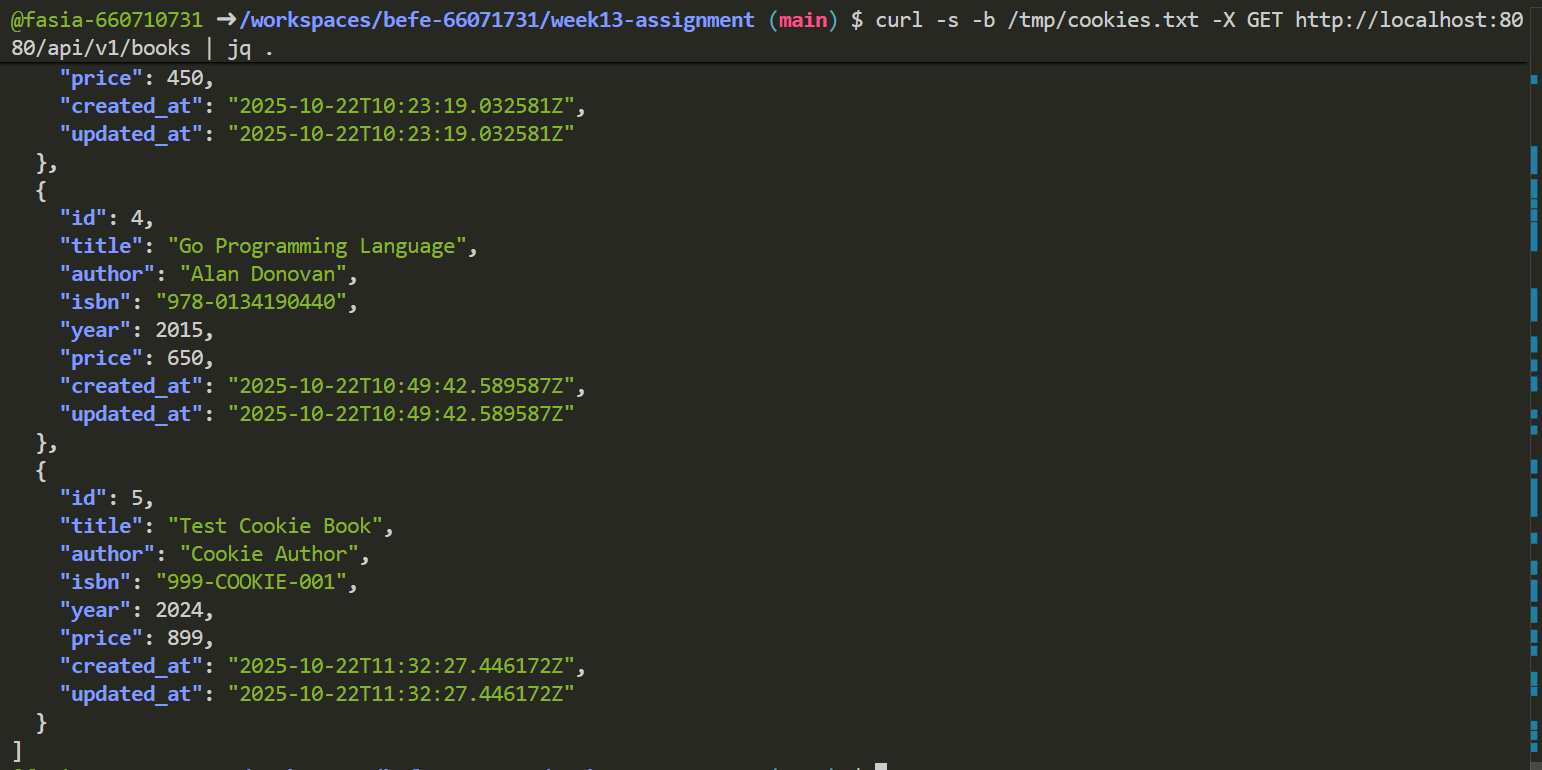 @fasia-660710731 ➜/workspaces/befe-66071731/week13-assignment (main) $ curl -s -b /tmp/cookies.txt -X GET http://localhost:80
80/api/v1/books | jq .
    "price": 450,
    "created_at": "2025-10-22T10:23:19.032581Z",
    "updated_at": "2025-10-22T10:23:19.032581Z"
  },
  {
    "id": 4,
    "title": "Go Programming Language",
    "author": "Alan Donovan",
    "isbn": "978-0134190440",
    "year": 2015,
    "price": 650,
    "created_at": "2025-10-22T10:49:42.589587Z",
    "updated_at": "2025-10-22T10:49:42.589587Z"
  },
  {
    "id": 5,
    "title": "Test Cookie Book",
    "author": "Cookie Author",
    "isbn": "999-COOKIE-001",
    "year": 2024,
    "price": 899,
    "created_at": "2025-10-22T11:32:27.446172Z",
    "updated_at": "2025-10-22T11:32:27.446172Z"
  }
]